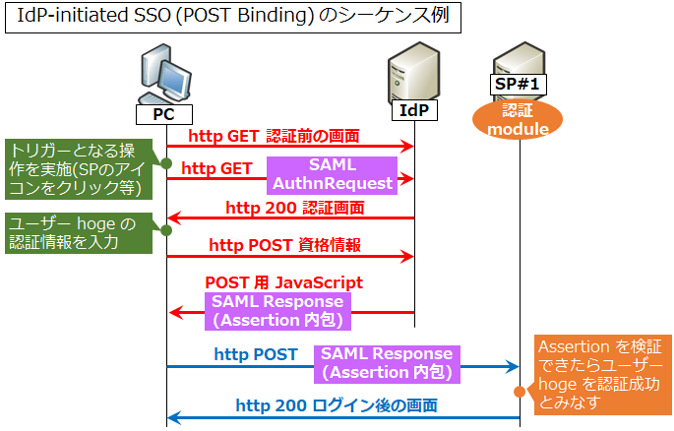 IdP-initiated SSO (POST Binding) のシーケンス例
PC
IdP
SP#1
認証
module
http GET 認証前の画面
トリガーとなる操
作を実施(SPのアイ
コンをクリック等)
http GET
SAML
AuthnRequest
http 200 認証画面
ユーザー hoge の
認証情報を入力
http POST 資格情報
POST 用 JavaScript
SAML Response
(Assertion 内包)
http POST
SAML Response
(Assertion 内包)
Assertion を検証
できたらユーザー
hoge を認証成功
とみなす
http 200 ログイン後の画面